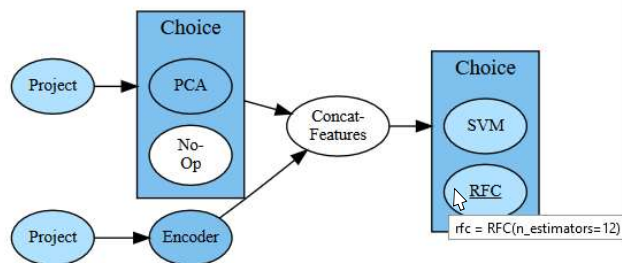 Choice
Project
PCA
No-
Op
Concat-
Features
Choice
SVM
RFC
rfc = RFC(n_estimators=12)
Project
Encoder